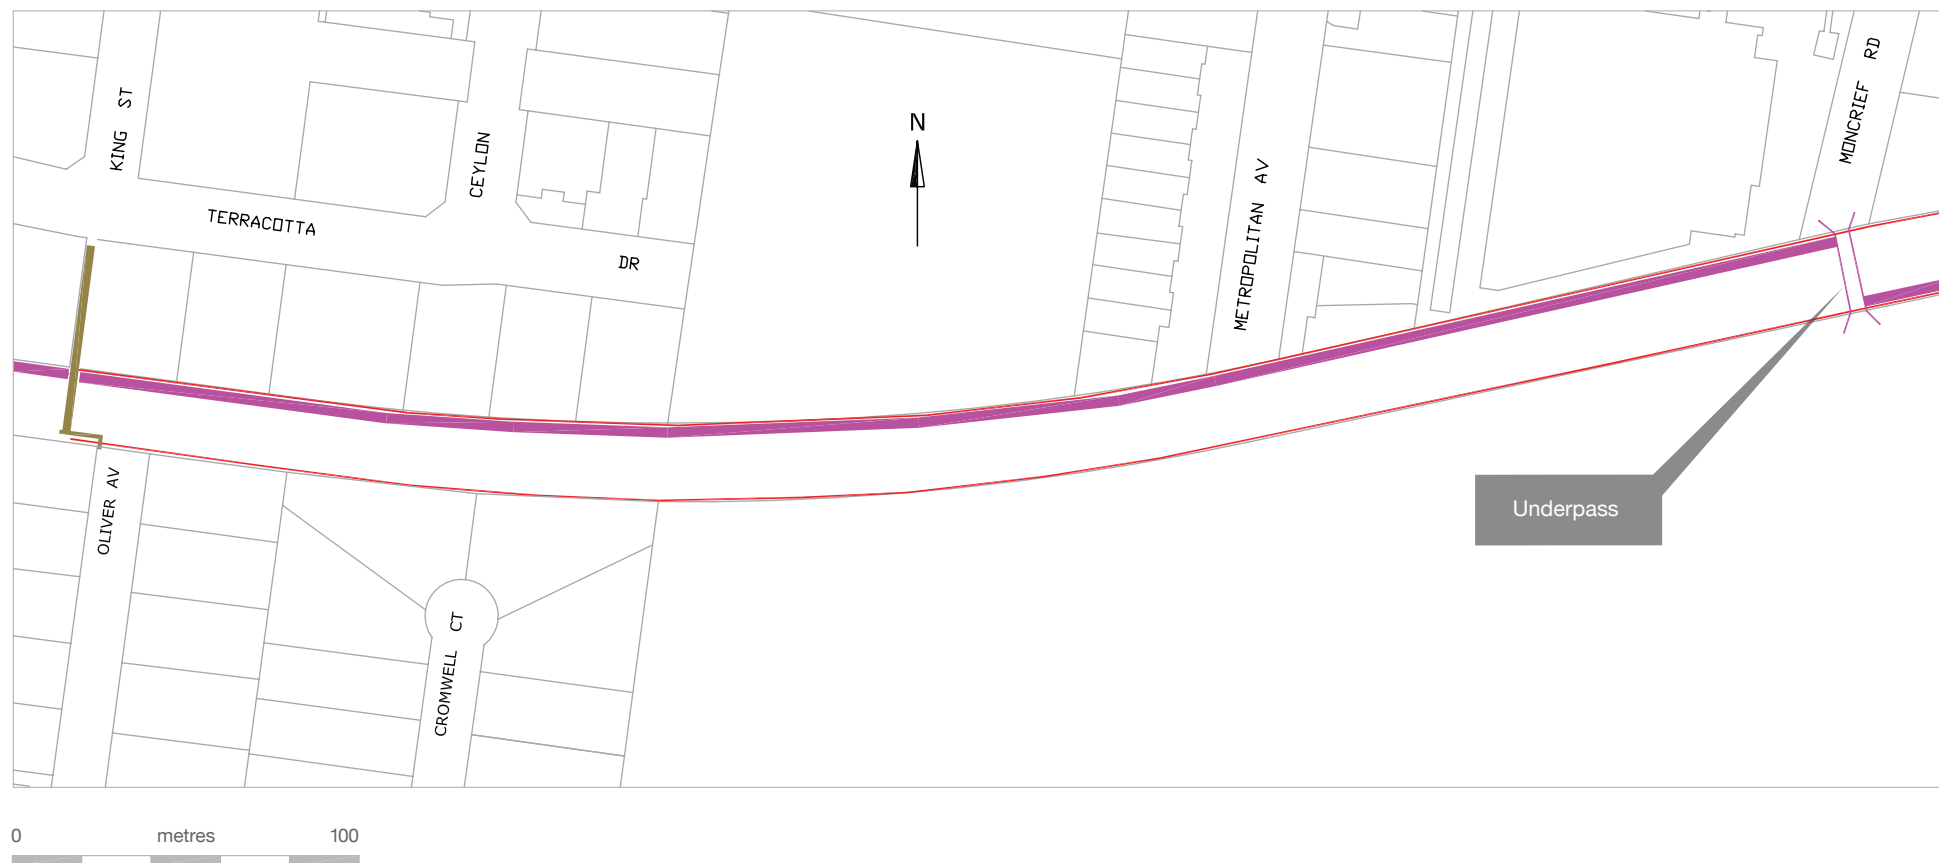 KING ST
CEYLON
TERRACOTTA
DR
N
METROPOLITAN AV
MONCRIEF RD
OLIVER AV
CROMWELL CT
Underpass
0 metres 100